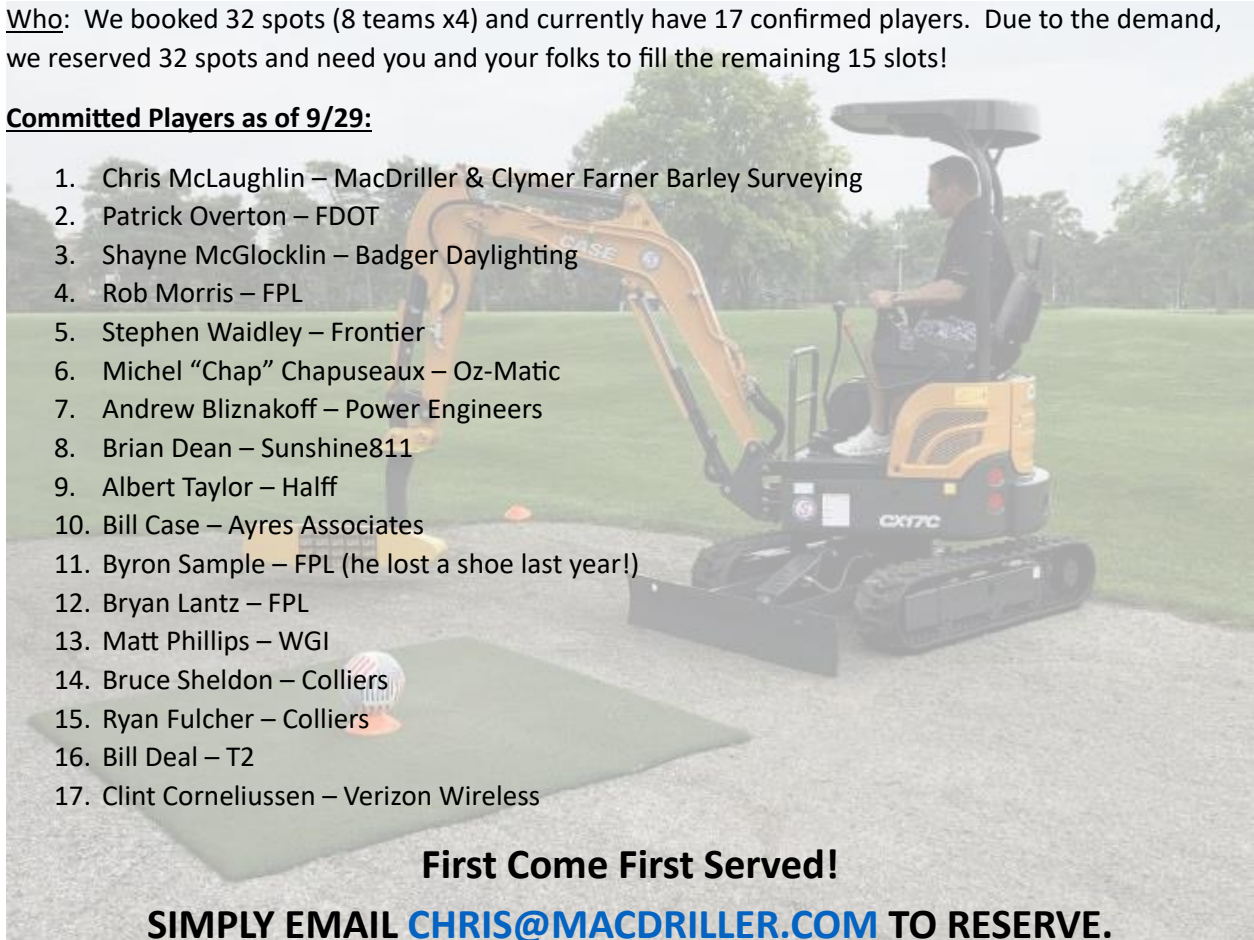 Who: We booked 32 spots (8 teams x4) and currently have 17 confirmed players. Due to the demand,
we reserved 32 spots and need you and your folks to fill the remaining 15 slots!
Committed Players as of 9/29:
1. Chris McLaughlin – MacDriller & Clymer Farner Barley Surveying
2. Patrick Overton – FDOT
3. Shayne McGlocklin – Badger Daylighting
4. Rob Morris – FPL
5. Stephen Waidley – Frontier
6. Michel “Chap” Chapuseaux – Oz-Matic
7. Andrew Bliznakoff – Power Engineers
8. Brian Dean – Sunshine811
9. Albert Taylor – Halff
10. Bill Case – Ayres Associates
11. Byron Sample – FPL (he lost a shoe last year!)
12. Bryan Lantz – FPL
13. Matt Phillips – WGI
14. Bruce Sheldon – Colliers
15. Ryan Fulcher – Colliers
16. Bill Deal – T2
17. Clint Corneliussen – Verizon Wireless
First Come First Served!
SIMPLY EMAIL CHRIS@MACDRILLER.COM TO RESERVE.
CASE
CX17C